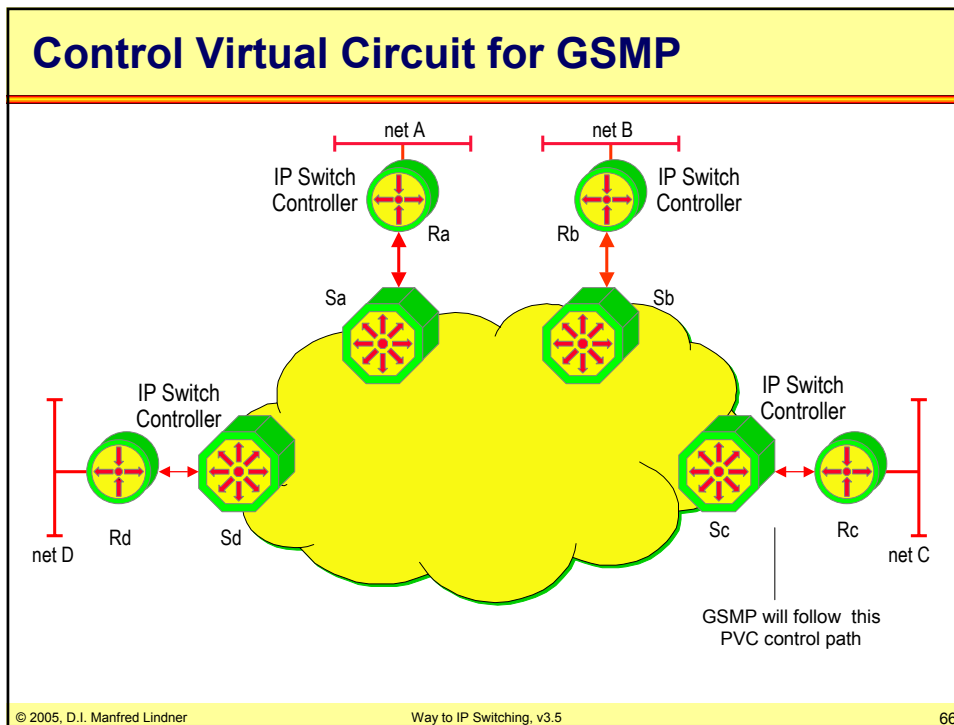 Control Virtual Circuit for GSMP
net A
net B
IP Switch
Controller
IP Switch
Controller
Ra
Rb
Sa
Sb
IP Switch
Controller
IP Switch
Controller
Rd
Sd
Sc
Rc
net D
net C
GSMP will follow this
PVC control path
© 2005, D.I. Manfred Lindner
Way to IP Switching, v3.5
66